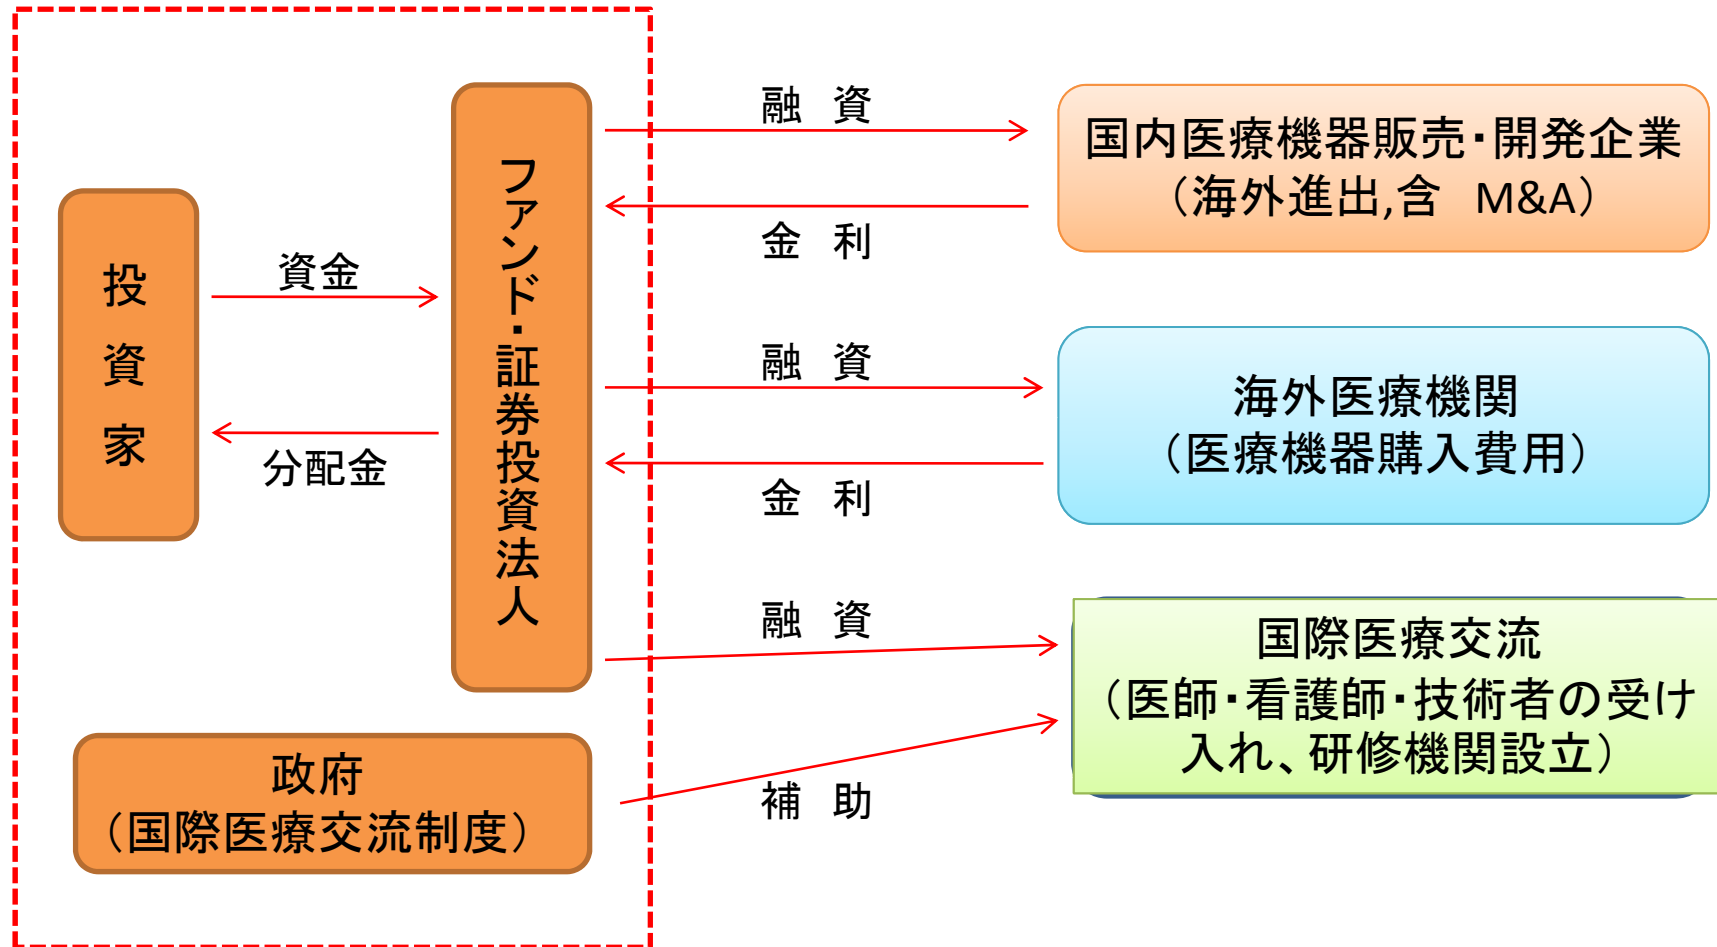 投資家
資金
分配金
ファンド・証券投資法人
政府
（国際医療交流制度）
融　資
金　利
融　資
金　利
融　資
補　助
国内医療機器販売・開発企業
（海外進出,含　M&A）
海外医療機関
（医療機器購入費用）
国際医療交流
（医師・看護師・技術者の受け
入れ、研修機関設立）